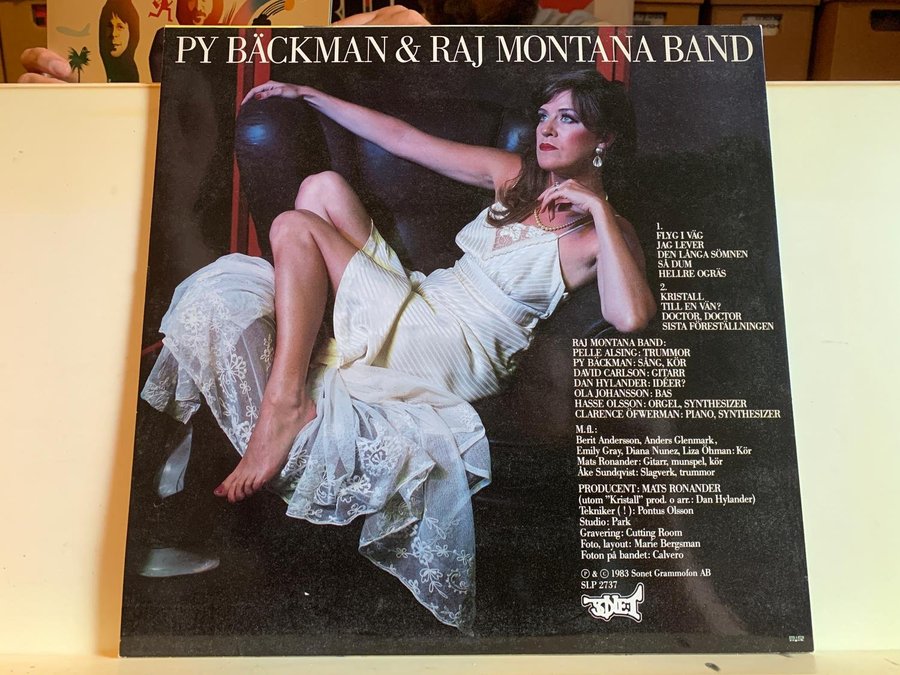 PY BÄCKMAN & RAJ MONTANA BAND
1.
FLYG I VÄG
JAG LEVER
DEN LÅNGA SÖMNEN
SÅ DUM
HELLRE OGRÄS
2.
KRISTALL
TILL EN VÄN?
DOCTOR, DOCTOR
SISTA FÖRESTÄLLNINGEN
RAJ MONTANA BAND:
PELLE ALSING: TRUMMOR
PY BÄCKMAN: SÅNG, KÖR
DAVID CARLSON: GITARR
DAN HYLANDER: IDÉER?
OLA JOHANSSON: BAS
HASSE OLSSON: ORGEL, SYNTHESIZER
CLARENCE ÖFWERMAN: PIANO, SYNTHESIZER
M.fl.:
Berit Andersson, Anders Glenmark,
Emily Gray, Diana Nunez, Liza Öhman: Kör
Mats Ronander: Gitarr, munspel, kör
Åke Sundqvist: Slagverk, trummor
PRODUCENT: MATS RONANDER
(utom "Kristall" prod. o arr.: Dan Hylander)
Tekniker (!): Pontus Olsson
Studio: Park
Gravering: Cutting Room
Foto, layout: Marie Bergsman
Foton på bandet: Calvero
℗ & © 1983 Sonet Grammofon AB
SLP 2737
SONET